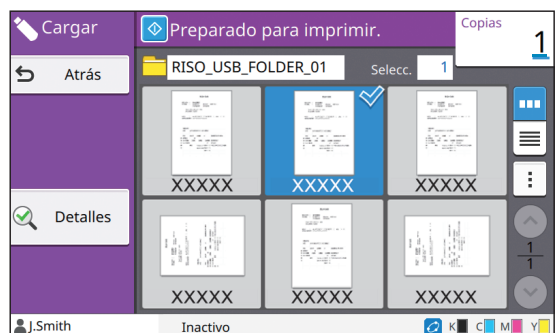 Cargar
Preparado para imprimir.
Copias
1
Atrás
RISO_USB_FOLDER_01
Selecc. 1
XXXXX XXXXX XXXXX
Detalles
1
1
XXXXX XXXXX XXXXX
J.Smith
Inactivo
K C M Y